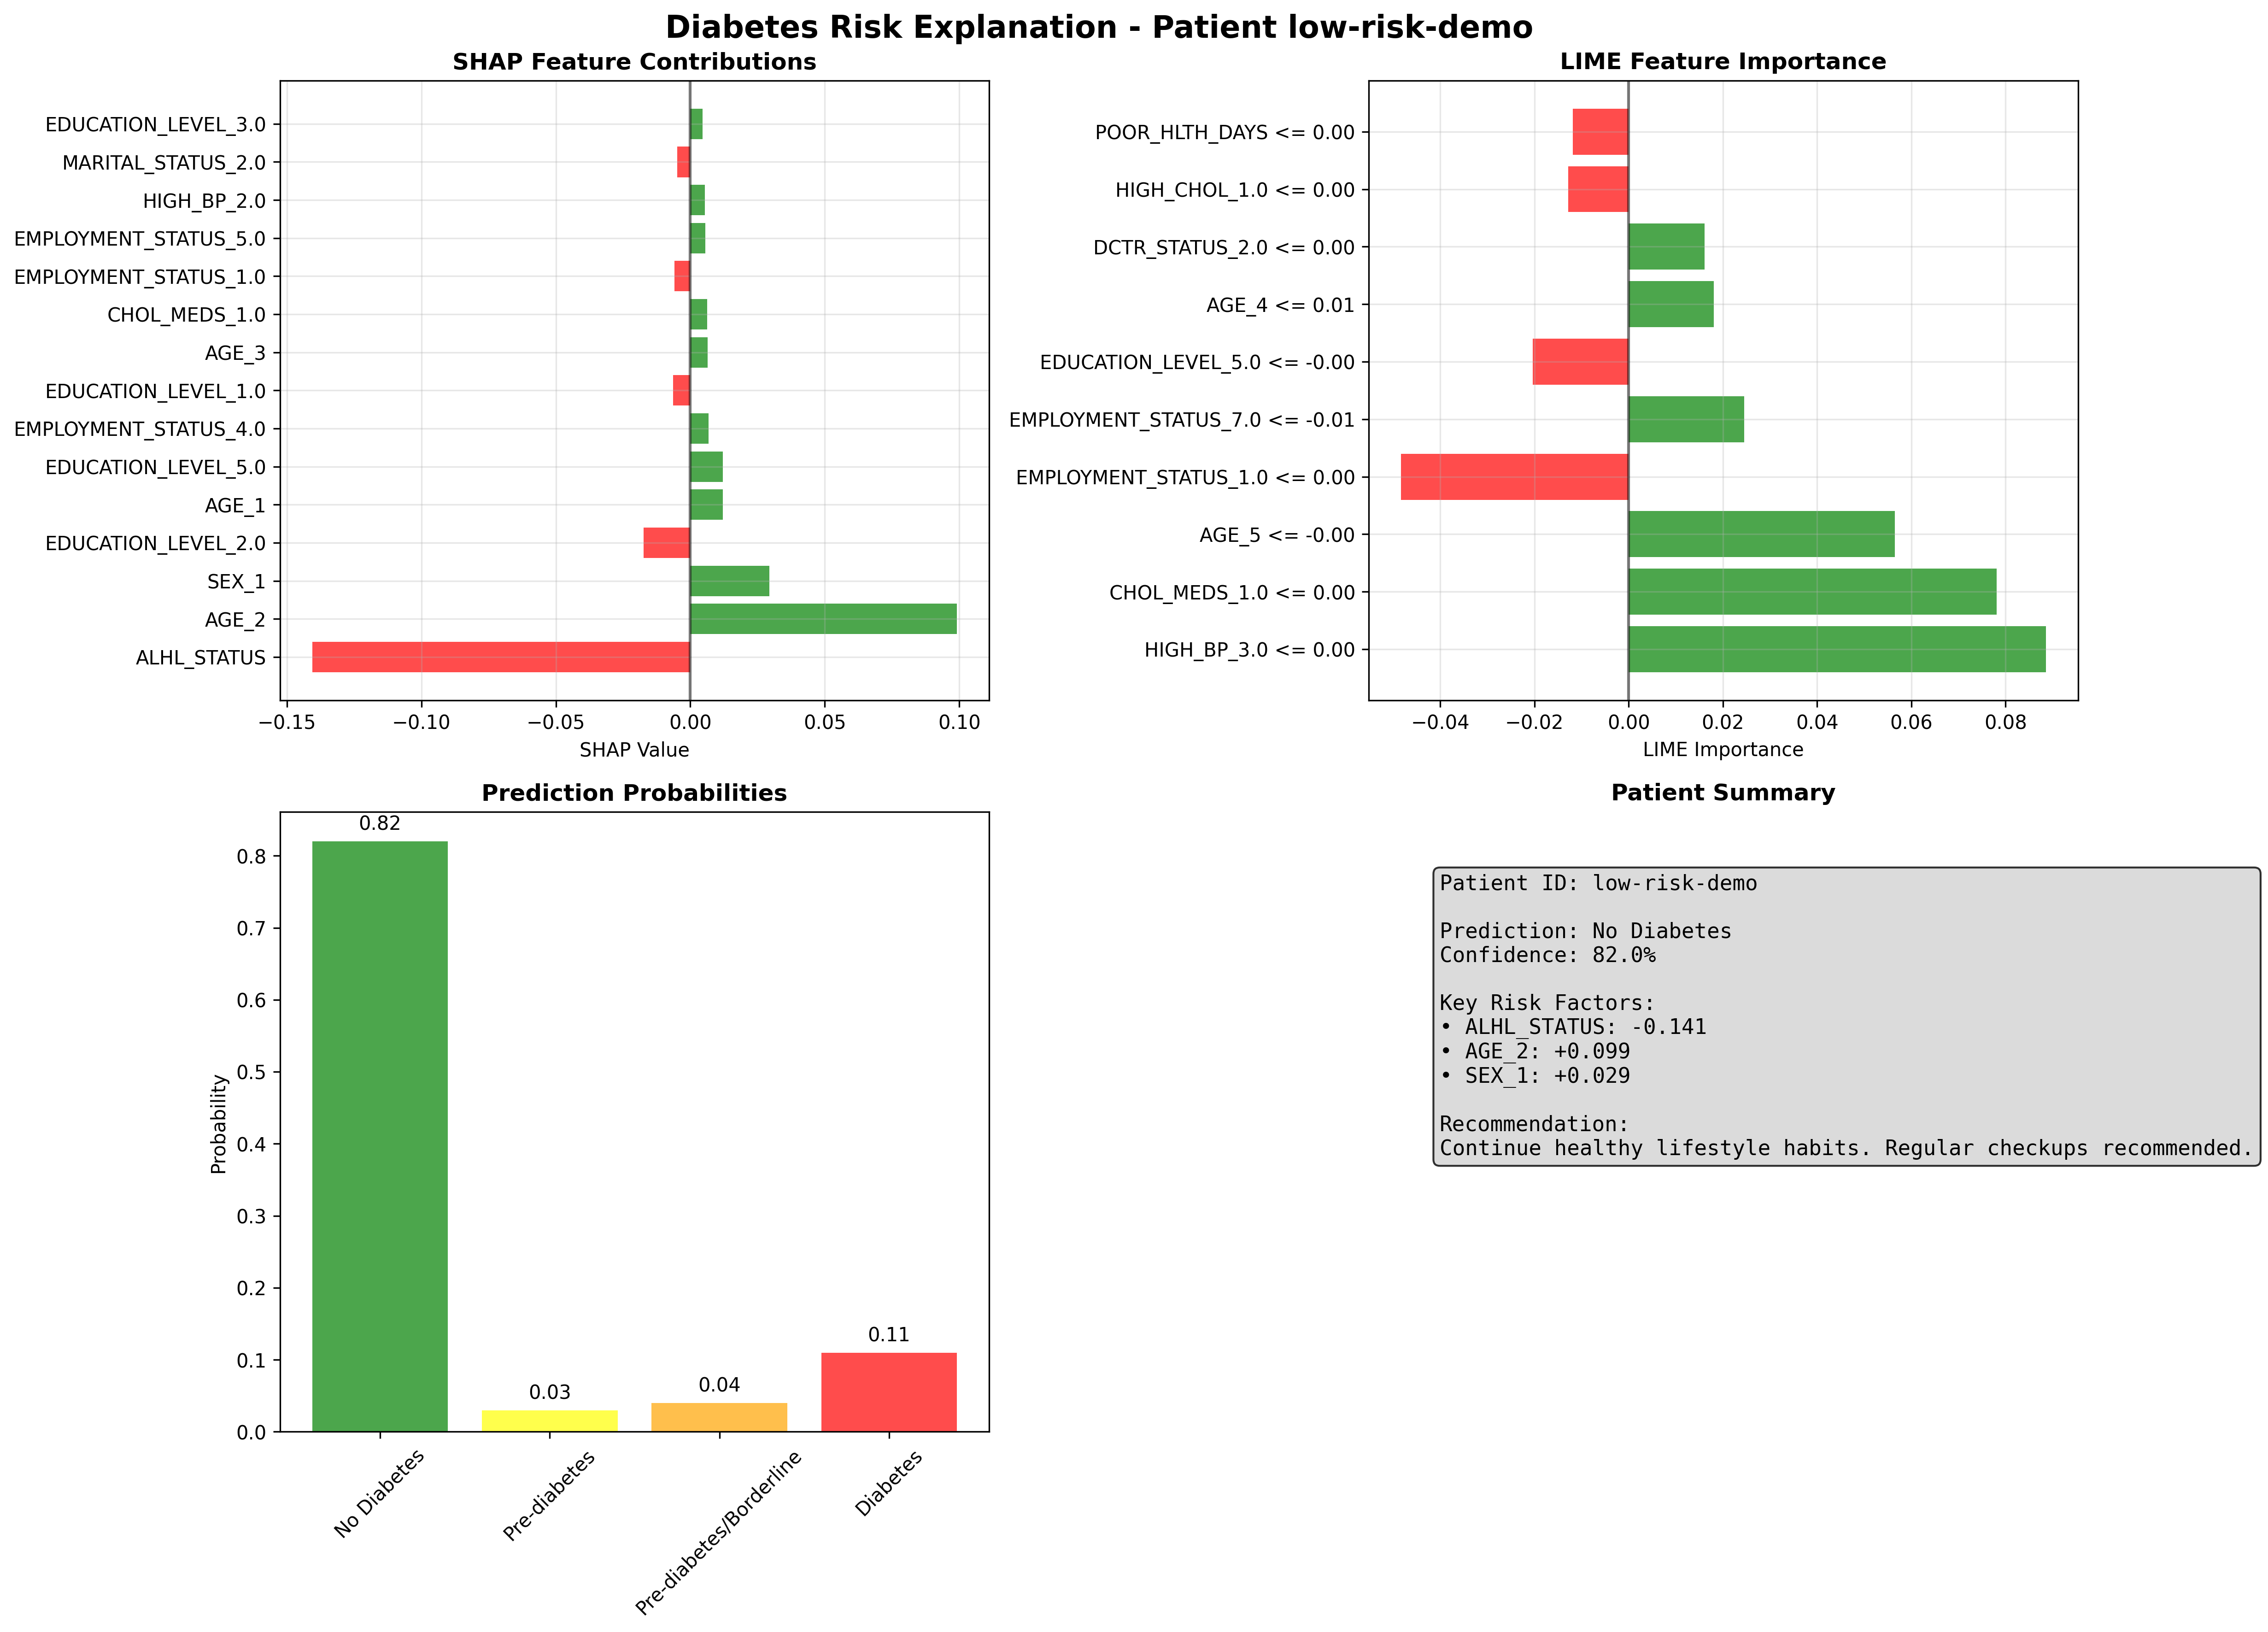 Diabetes Risk Explanation - Patient low-risk-demo
SHAP Feature Contributions
EDUCATION_LEVEL_3.0
MARITAL_STATUS_2.0
HIGH_BP_2.0
EMPLOYMENT_STATUS_5.0
EMPLOYMENT_STATUS_1.0
CHOL_MEDS_1.0
AGE_3
EDUCATION_LEVEL_1.0
EMPLOYMENT_STATUS_4.0
EDUCATION_LEVEL_5.0
AGE_1
EDUCATION_LEVEL_2.0
SEX_1
AGE_2
ALHL_STATUS
−0.15 −0.10 −0.05 0.00 0.05 0.10
SHAP Value
LIME Feature Importance
POOR_HLTH_DAYS <= 0.00
HIGH_CHOL_1.0 <= 0.00
DCTR_STATUS_2.0 <= 0.00
AGE_4 <= 0.01
EDUCATION_LEVEL_5.0 <= -0.00
EMPLOYMENT_STATUS_7.0 <= -0.01
EMPLOYMENT_STATUS_1.0 <= 0.00
AGE_5 <= -0.00
CHOL_MEDS_1.0 <= 0.00
HIGH_BP_3.0 <= 0.00
−0.04 −0.02 0.00 0.02 0.04 0.06 0.08
LIME Importance
Prediction Probabilities
Probability
0.8
0.7
0.6
0.5
0.4
0.3
0.2
0.1
0.0
0.82
0.03
0.04
0.11
No Diabetes
Pre-diabetes
Pre-diabetes/Borderline
Diabetes
Patient Summary
Patient ID: low-risk-demo
Prediction: No Diabetes
Confidence: 82.0%
Key Risk Factors:
• ALHL_STATUS: -0.141
• AGE_2: +0.099
• SEX_1: +0.029
Recommendation:
Continue healthy lifestyle habits. Regular checkups recommended.